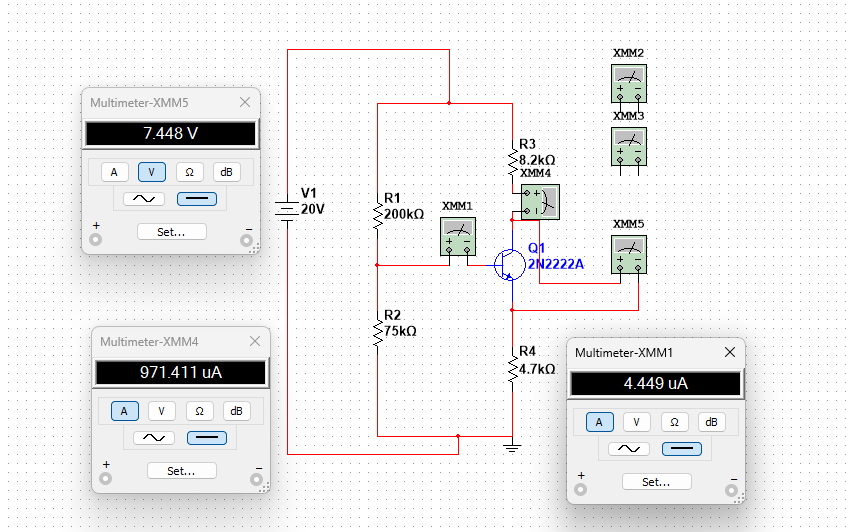 XMM2
Multimeter-XMM5
7.448 V
A V Ω dB
+ Set... −
XMM3
R3
8.2kΩ
XMM4
V1
20V
R1
200kΩ
XMM1
XMM5
Q1
2N2222A
R2
75kΩ
Multimeter-XMM4
971.411 uA
A V Ω dB
+ Set... −
R4
4.7kΩ
Multimeter-XMM1
4.449 uA
A V Ω dB
+ Set... −